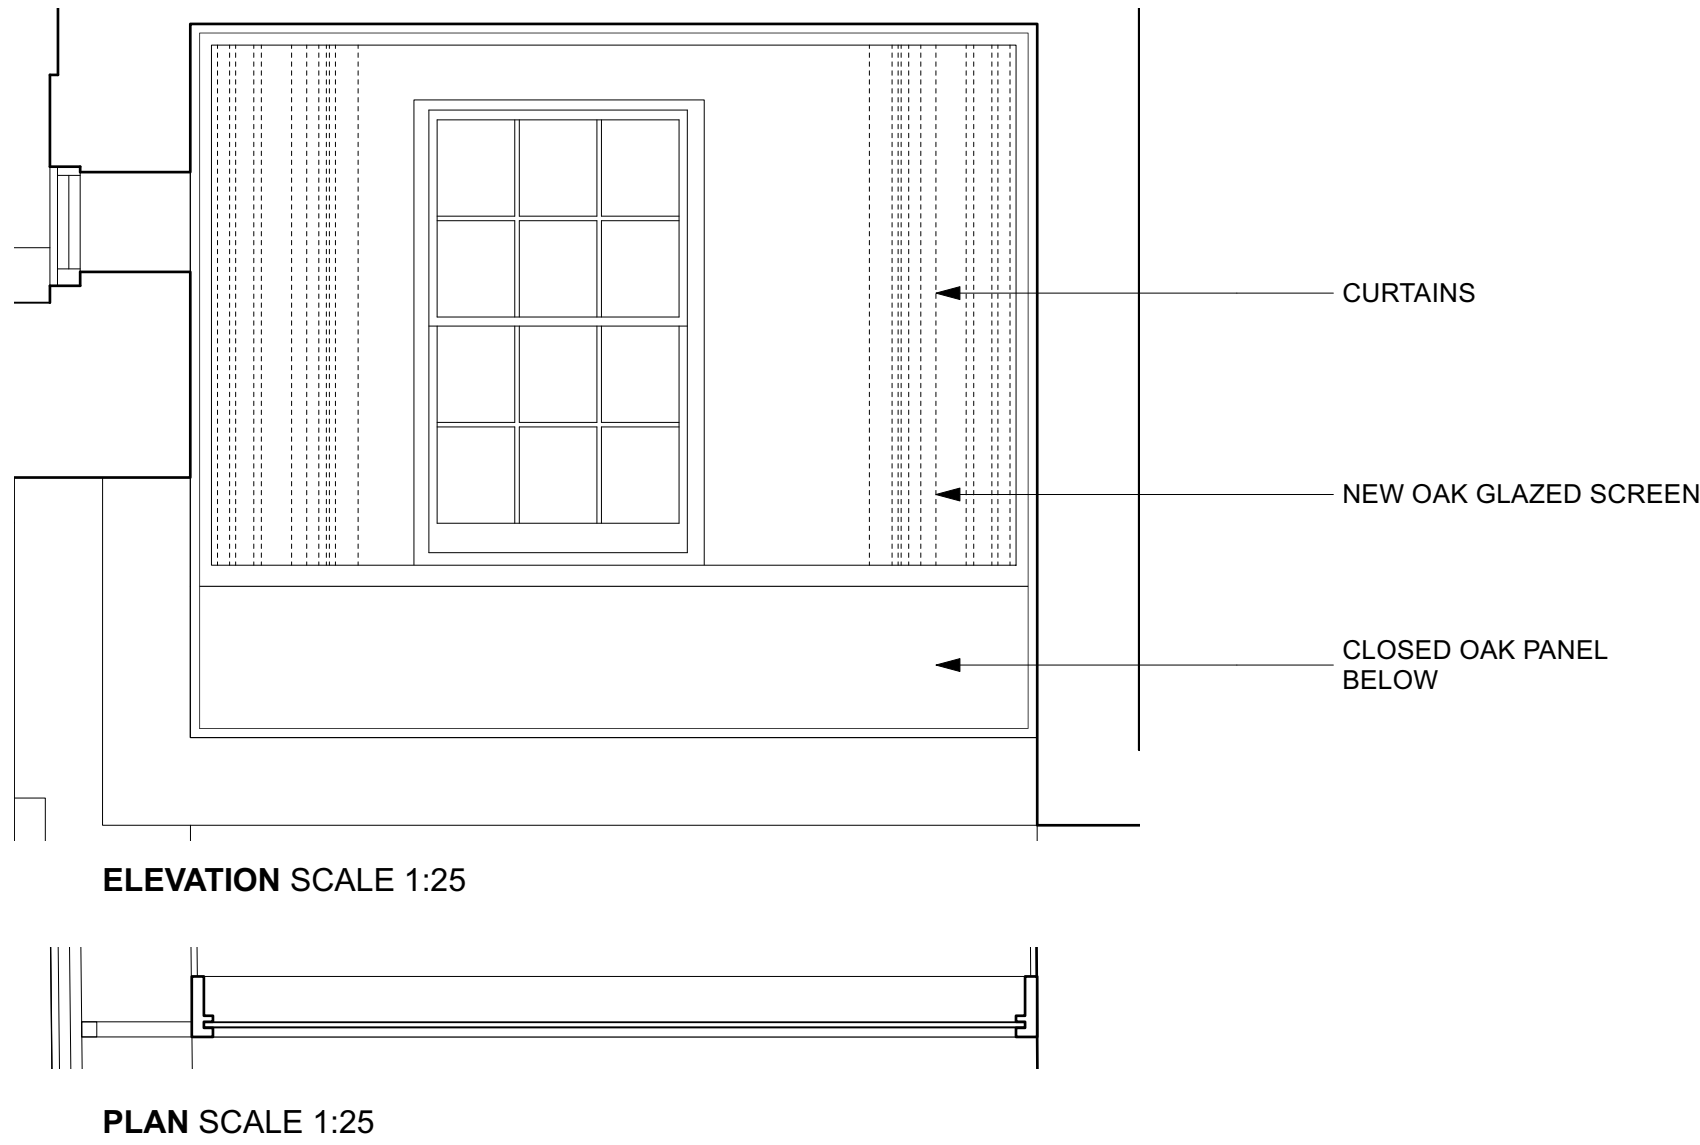 CURTAINS
NEW OAK GLAZED SCREEN
CLOSED OAK PANEL
BELOW
ELEVATION SCALE 1:25
PLAN SCALE 1:25